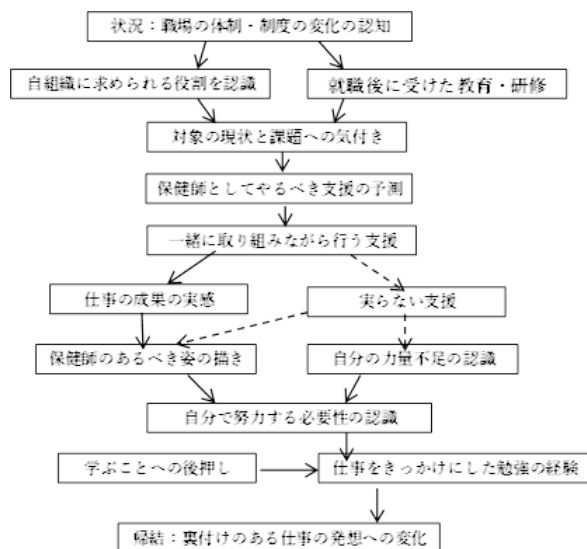 状況：職場の体制・制度の変化の認知
自組織に求められる役割を認識
就職後に受けた教育・研修
対象の現状と課題への気付き
保健師としてやるべき支援の予測
一緒に取り組みながら行う支援
仕事の成果の実感
実らない支援
保健師のあるべき姿の描き
自分の力量不足の認識
自分で努力する必要性の認識
学ぶことへの後押し
仕事をきっかけにした勉強の経験
帰結：裏付けのある仕事の発想への変化